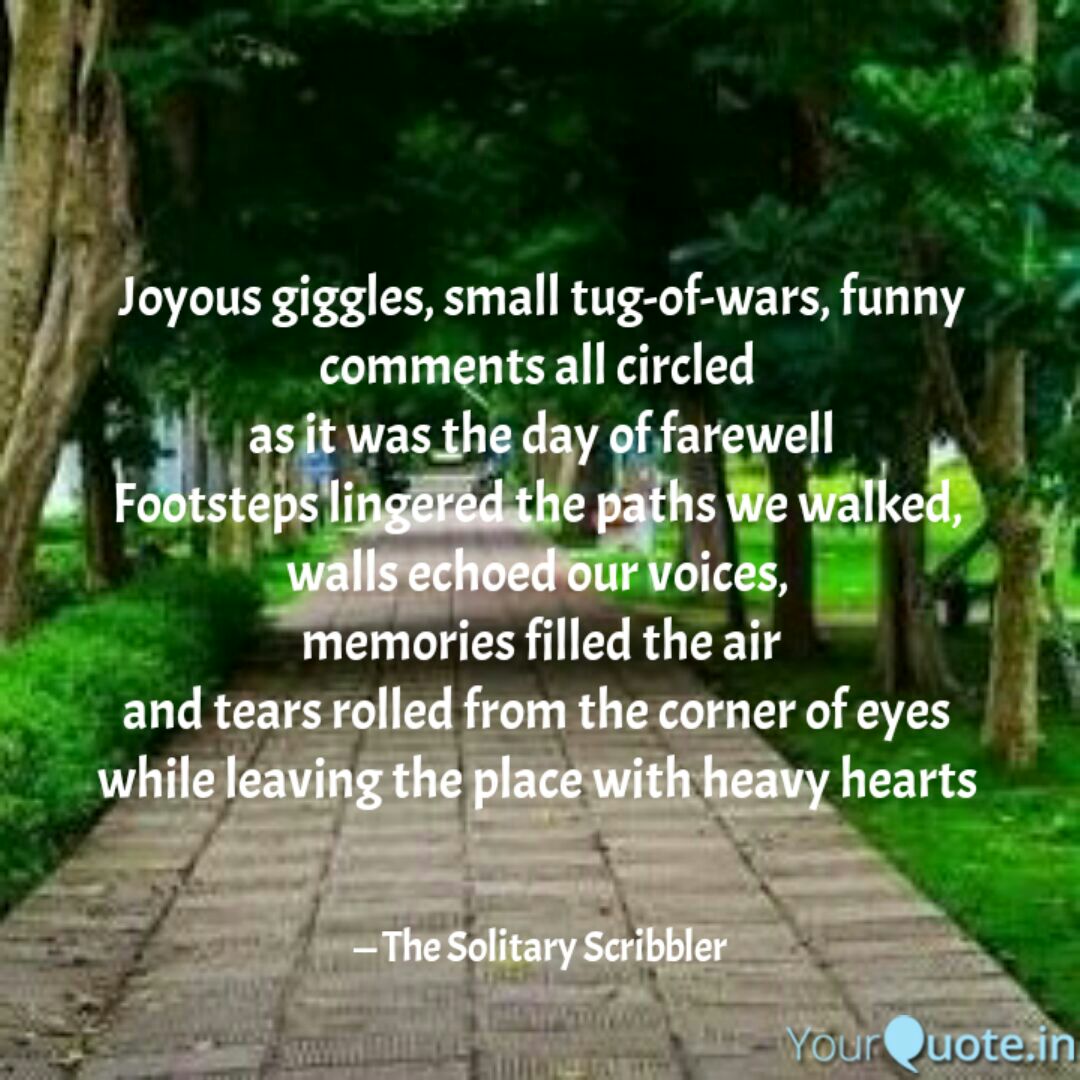 Joyous giggles, small tug-of-wars, funny
comments all circled
as it was the day of farewell
Footsteps lingered the paths we walked,
walls echoed our voices,
memories filled the air
and tears rolled from the corner of eyes
while leaving the place with heavy hearts
– The Solitary Scribbler
YourQuote.in